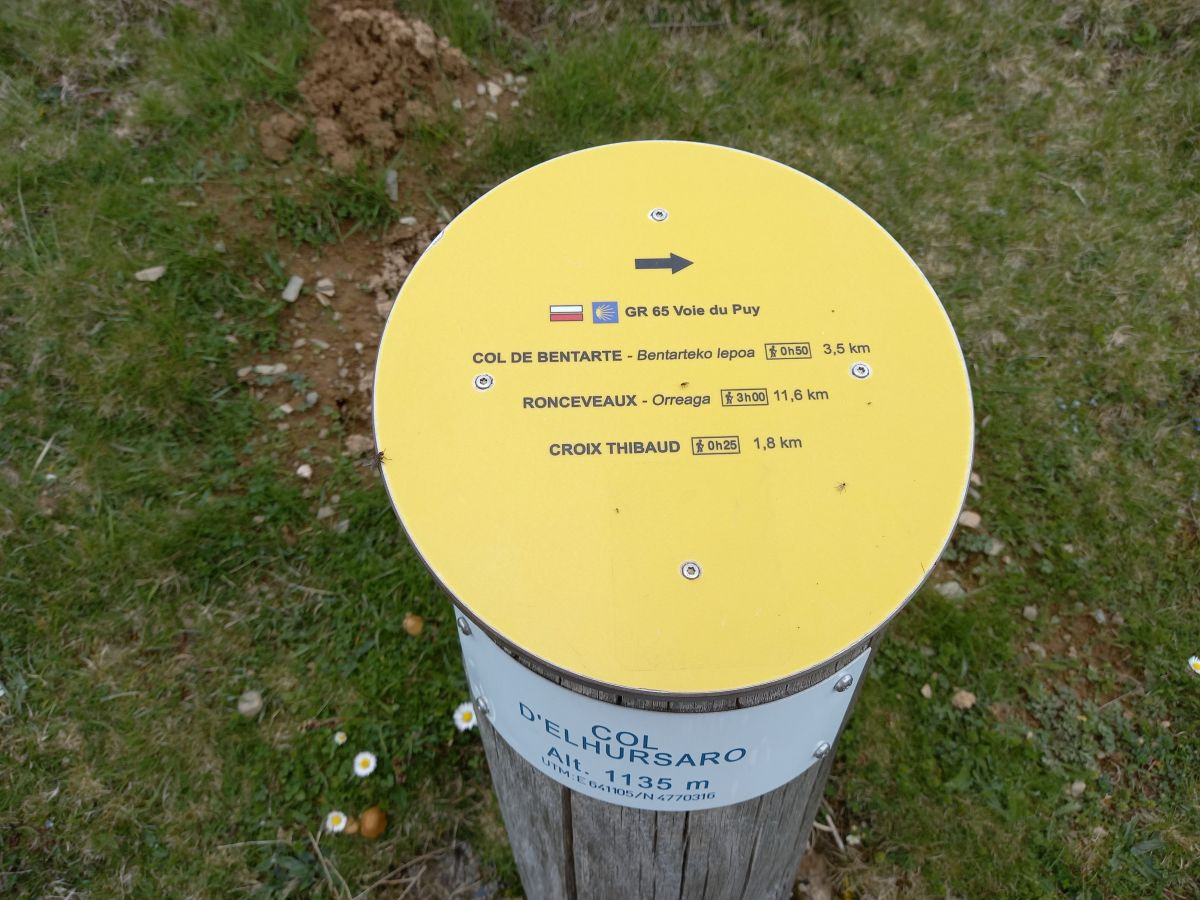 GR 65 Voie du Puy
COL DE BENTARTE - Bentarteko lepoa 0h50 3,5 km
RONCEVEAUX - Orreaga 3h00 11,6 km
CROIX THIBAUD 0h25 1,8 km
COL
D'ELHURSARO
Alt. 1135 m
UTM: E 641105/N 4770316